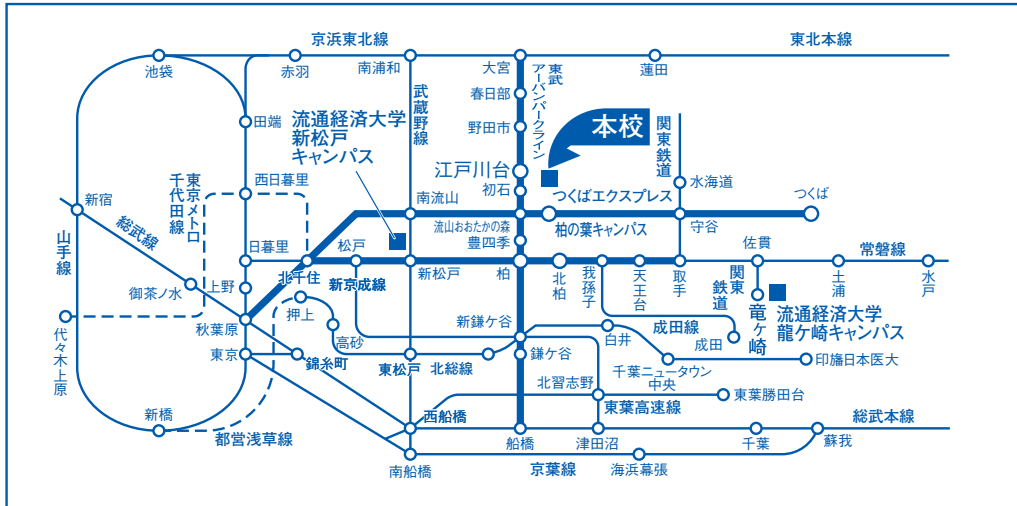 京浜東北線
東北本線
池袋
赤羽
南浦和
大宮
蓮田
武蔵野線
東武
アーバンパークライン
春日部
田端
流通経済大学
新松戸
キャンパス
野田市
本校
関東鉄道
江戸川台
西日暮里
東京メトロ
千代田線
初石
水海道
新宿
南流山
つくばエクスプレス
つくば
総武線
流山おおたかの森
柏の葉キャンパス
守谷
山手線
日暮里
松戸
豊四季
佐貫
常磐線
北千住
新京成線
新松戸
柏
北柏
我孫子
天王台
取手
関東
鉄道
土浦
水戸
御茶ノ水
上野
押上
竜ヶ崎
流通経済大学
龍ケ崎キャンパス
代々木上原
秋葉原
高砂
新鎌ケ谷
白井
成田線
成田
東京
錦糸町
東松戸
北総線
鎌ケ谷
千葉ニュータウン
中央
印旛日本医大
北習志野
東葉勝田台
新橋
西船橋
東葉高速線
総武本線
都営浅草線
船橋
津田沼
千葉
蘇我
南船橋
京葉線
海浜幕張